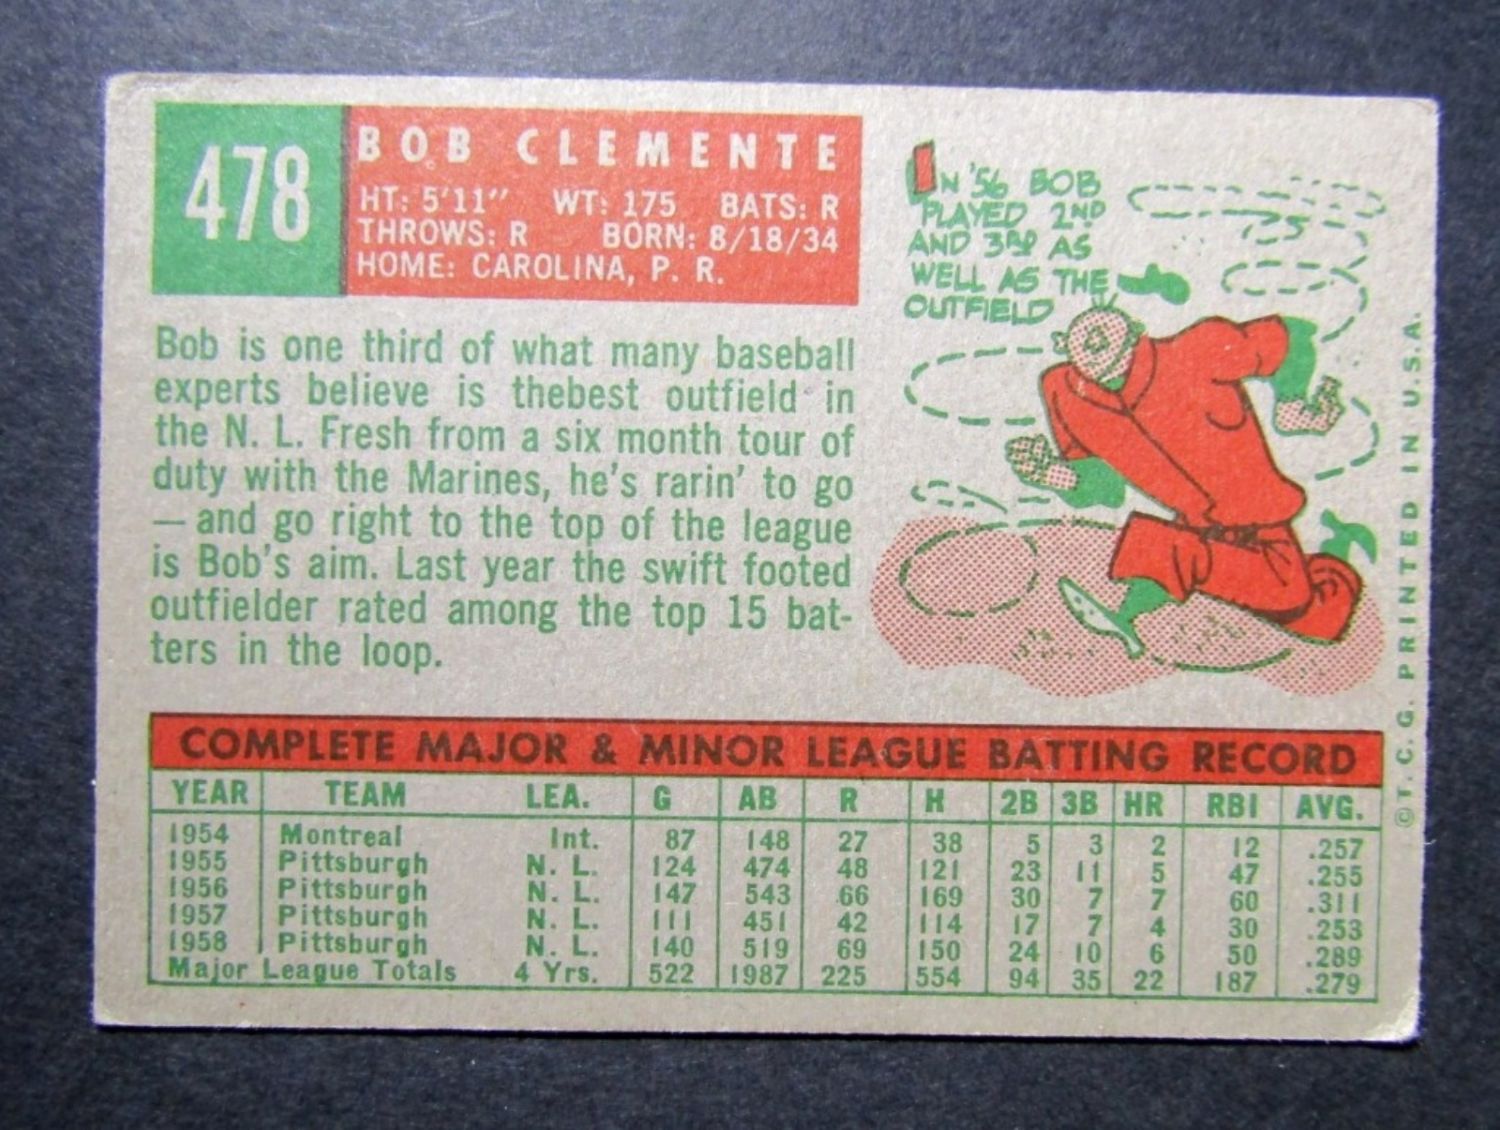 478
BOB CLEMENTE
HT: 5'11" WT: 175 BATS: R
THROWS: R BORN: 8/18/34
HOME: CAROLINA, P. R.
Bob is one third of what many baseball
experts believe is thebest outfield in
the N. L. Fresh from a six month tour of
duty with the Marines, he's rarin' to go
— and go right to the top of the league
is Bob's aim. Last year the swift footed
outfielder rated among the top 15 bat-
ters in the loop.
IN '56 BOB
PLAYED 2ND
AND 3RD AS
WELL AS THE
OUTFIELD
©T.C.G. PRINTED IN U.S.A.
COMPLETE MAJOR & MINOR LEAGUE BATTING RECORD
YEAR TEAM LEA. G AB R H 2B 3B HR RBI AVG.
1954 Montreal Int. 87 148 27 38 5 3 2 12 .257
1955 Pittsburgh N. L. 124 474 48 121 23 11 5 47 .255
1956 Pittsburgh N. L. 147 543 66 169 30 7 7 60 .311
1957 Pittsburgh N. L. 111 451 42 114 17 7 4 30 .253
1958 Pittsburgh N. L. 140 519 69 150 24 10 6 50 .289
Major League Totals 4 Yrs. 522 1987 225 554 94 35 22 187 .279